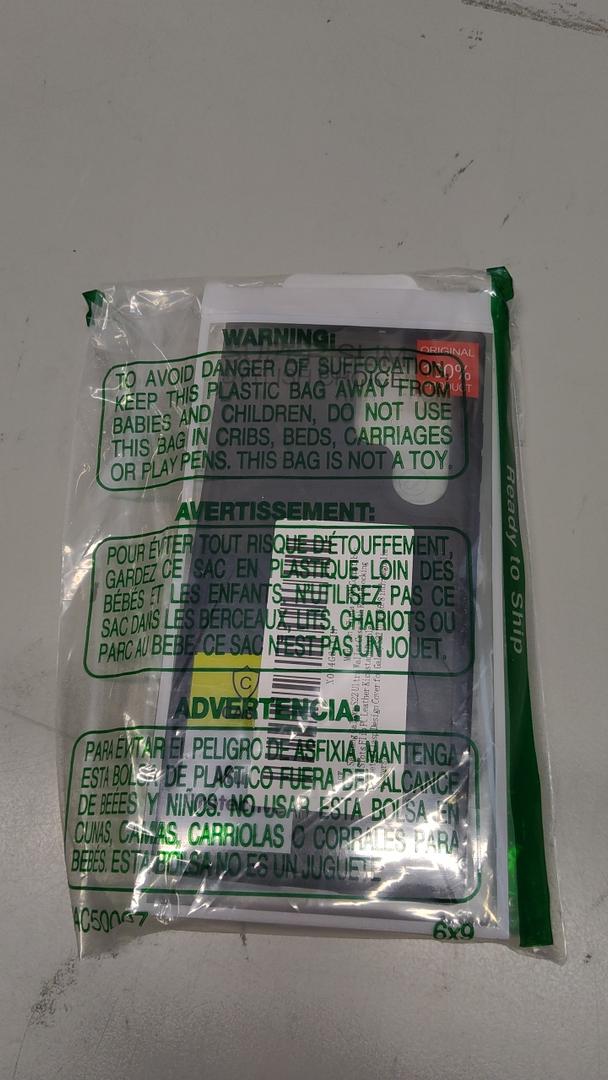 WARNING:
TO AVOID DANGER OF SUFFOCATION,
KEEP THIS PLASTIC BAG AWAY FROM
BABIES AND CHILDREN, DO NOT USE
THIS BAG IN CRIBS, BEDS, CARRIAGES
OR PLAY PENS. THIS BAG IS NOT A TOY.
ORIGINAL
AVERTISSEMENT:
POUR ÉVITER TOUT RISQUE D'ÉTOUFFEMENT,
GARDEZ CE SAC EN PLASTIQUE LOIN DES
BÉBÉS ET LES ENFANTS, N'UTILISEZ PAS CE
SAC DANS LES BERCEAUX, LITS, CHARIOTS OU
PARC AU BEBE. CE SAC N'EST PAS UN JOUET.
Ready to Ship
C
ADVERTENCIA:
PARA EVITAR EL PELIGRO DE ASFIXIA MANTENGA
ESTA BOLSA DE PLASTICO FUERA DEL ALCANCE
DE BEBES Y NIÑOS. NO USAR ESTA BOLSA EN
CUNAS, CAMAS, CARRIOLAS O CORRALES PARA
BEBÉS. ESTA BOLSA NO ES UN JUGUETE
6x9